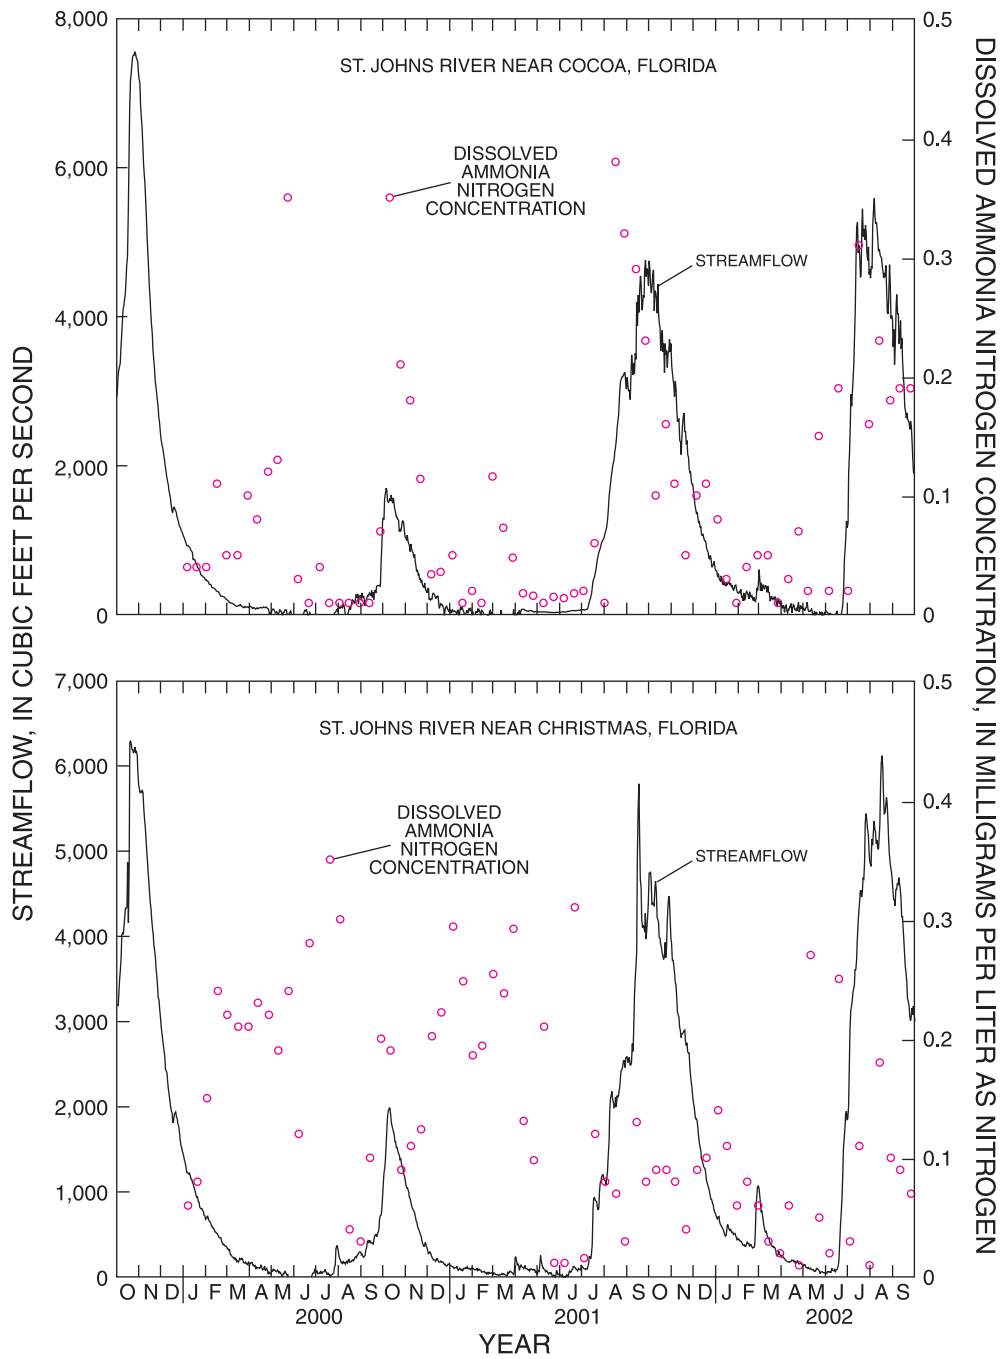 8,000
6,000
4,000
2,000
0
0.5
0.4
0.3
0.2
0.1
0
ST. JOHNS RIVER NEAR COCOA, FLORIDA
DISSOLVED
AMMONIA
NITROGEN
CONCENTRATION
STREAMFLOW
7,000
6,000
5,000
4,000
3,000
2,000
1,000
0
0.5
0.4
0.3
0.2
0.1
0
ST. JOHNS RIVER NEAR CHRISTMAS, FLORIDA
DISSOLVED
AMMONIA
NITROGEN
CONCENTRATION
STREAMFLOW
O N D J F M A M J J A S O N D J F M A M J J A S O N D J F M A M J J A S
2000 2001 2002
YEAR
STREAMFLOW, IN CUBIC FEET PER SECOND
DISSOLVED AMMONIA NITROGEN CONCENTRATION, IN MILLIGRAMS PER LITER AS NITROGEN